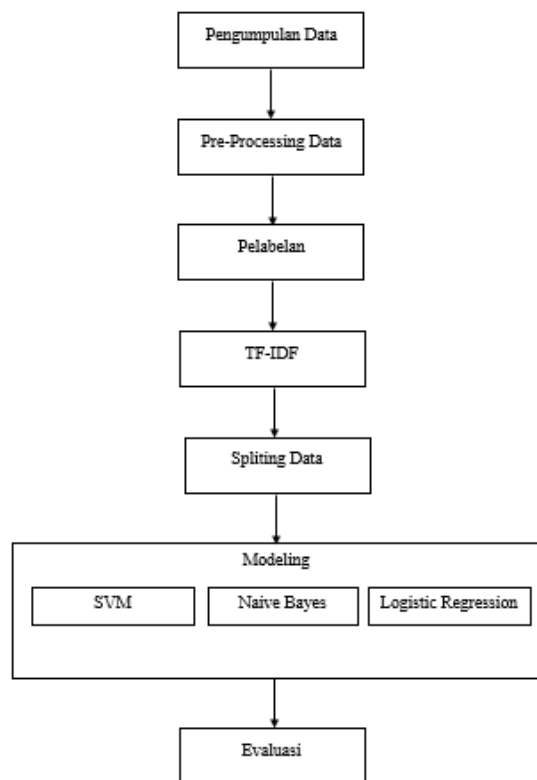 Pengumpulan Data
Pre-Processing Data
Pelabelan
TF-IDF
Spliting Data
Modeling
SVM
Naive Bayes
Logistic Regression
Evaluasi